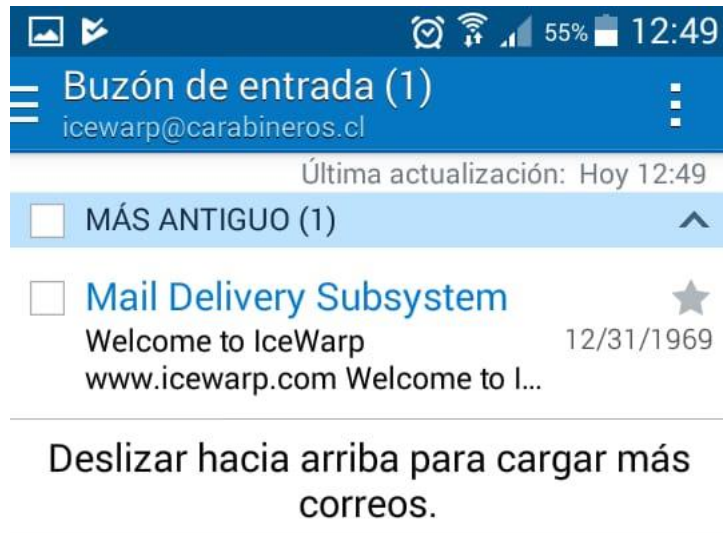 55% 12:49
Buzón de entrada (1)
icewarp@carabineros.cl
Última actualización: Hoy 12:49
MÁS ANTIGUO (1)
Mail Delivery Subsystem
Welcome to IceWarp 12/31/1969
www.icewarp.com Welcome to I...
Deslizar hacia arriba para cargar más
correos.